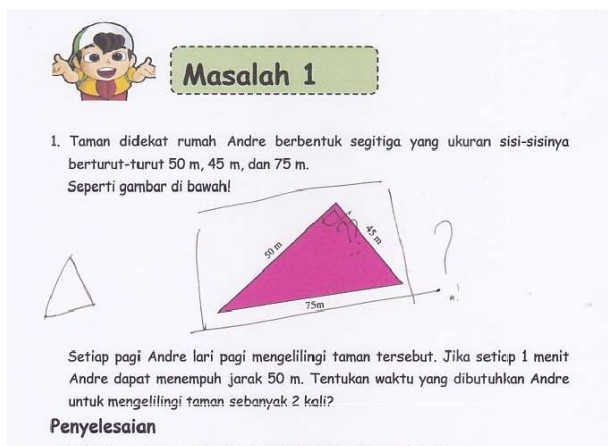 Masalah 1
1. Taman didekat rumah Andre berbentuk segitiga yang ukuran sisi-sisinya
berturut-turut 50 m, 45 m, dan 75 m.
Seperti gambar di bawah!
50 m
45 m
??
?
75m
Setiap pagi Andre lari pagi mengelilingi taman tersebut. Jika setiap 1 menit
Andre dapat menempuh jarak 50 m. Tentukan waktu yang dibutuhkan Andre
untuk mengelilingi taman sebanyak 2 kali?
Penyelesaian